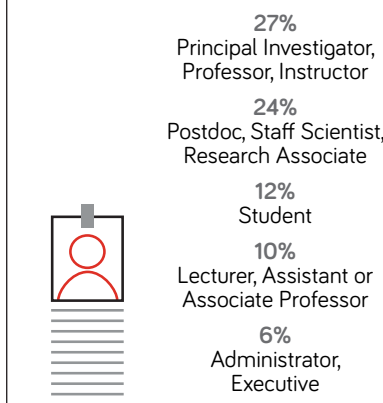 27%
Principal Investigator,
Professor, Instructor
24%
Postdoc, Staff Scientist,
Research Associate
12%
Student
10%
Lecturer, Assistant or
Associate Professor
6%
Administrator,
Executive